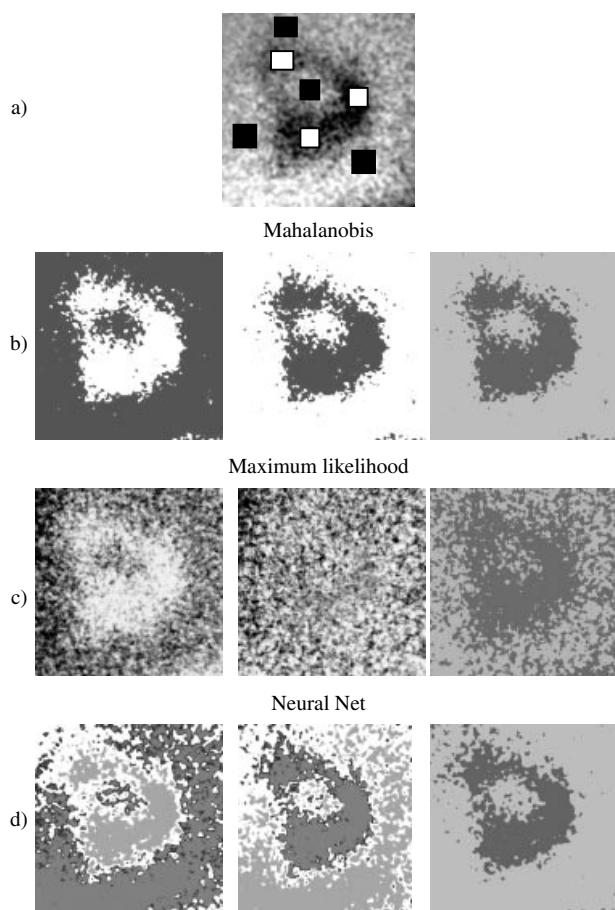 a)
Mahalanobis
b)
Maximum likelihood
c)
Neural Net
d)